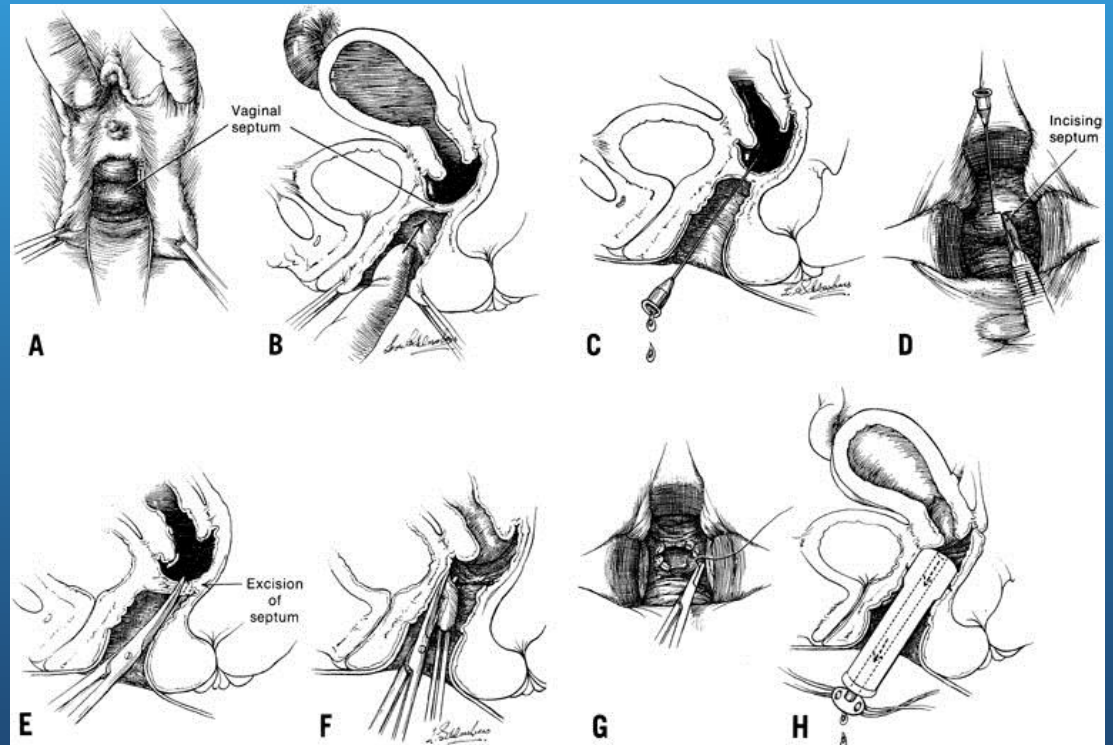 Vaginal
septum
A
B
C
Incising
septum
D
E
Excision
of
septum
F
G
H